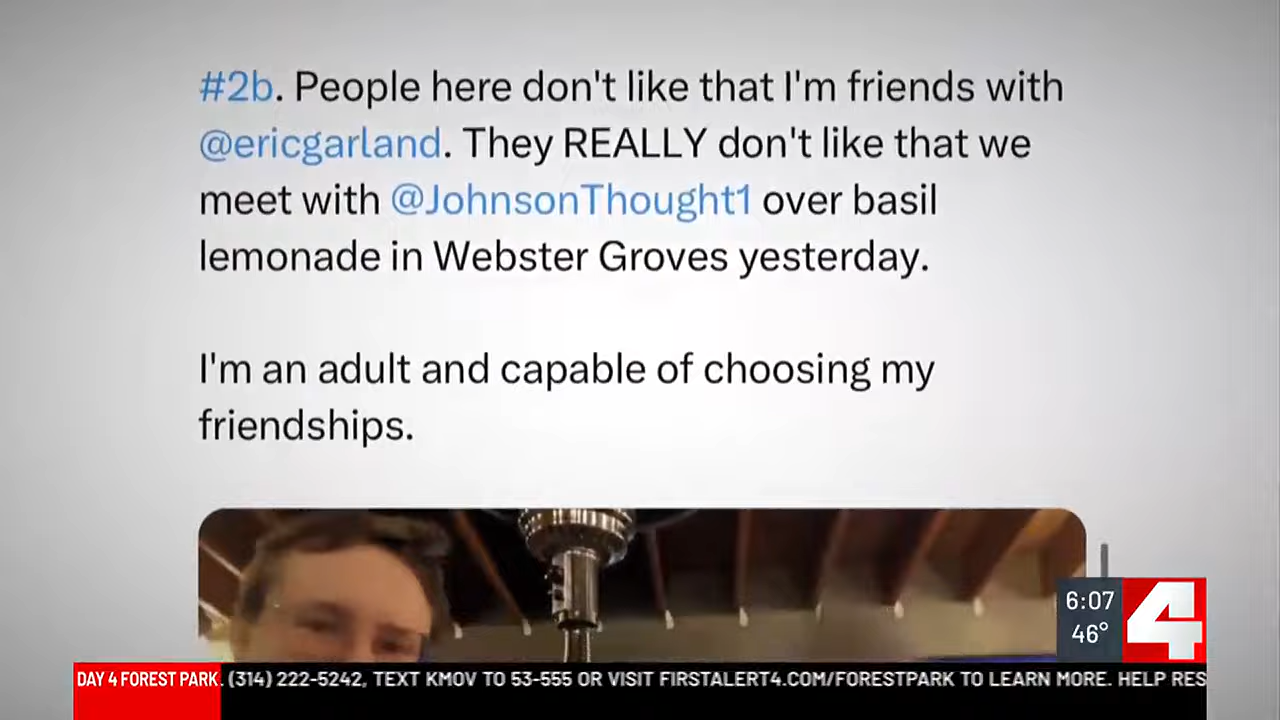 #2b. People here don't like that I'm friends with
@ericgarland. They REALLY don't like that we
meet with @JohnsonThought1 over basil
lemonade in Webster Groves yesterday.
I'm an adult and capable of choosing my
friendships.
6:07
46°
4
DAY 4 FOREST PARK. (314) 222-5242, TEXT KMOV TO 53-555 OR VISIT FIRSTALERT4.COM/FORESTPARK TO LEARN MORE. HELP RES